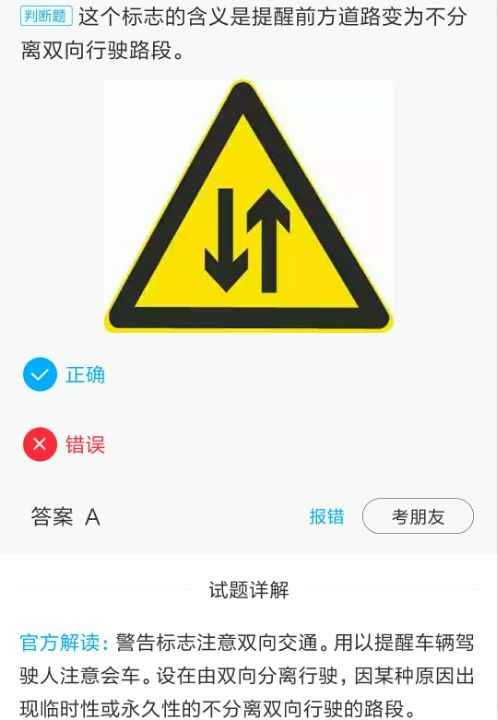 判断题 这个标志的含义是提醒前方道路变为不分
离双向行驶路段。
正确
错误
答案 A
报错
考朋友
试题详解
官方解读：警告标志注意双向交通。用以提醒车辆驾
驶人注意会车。设在由双向分离行驶，因某种原因出
现临时性或永久性的不分离双向行驶的路段。